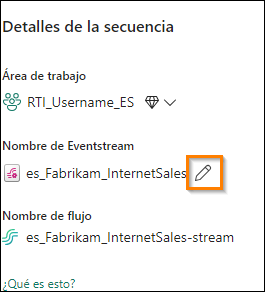 Detalles de la secuencia
Área de trabajo
RTI_Username_ES
Nombre de Eventstream
es_Fabrikam_InternetSales
Nombre de flujo
es_Fabrikam_InternetSales-stream
¿Qué es esto?